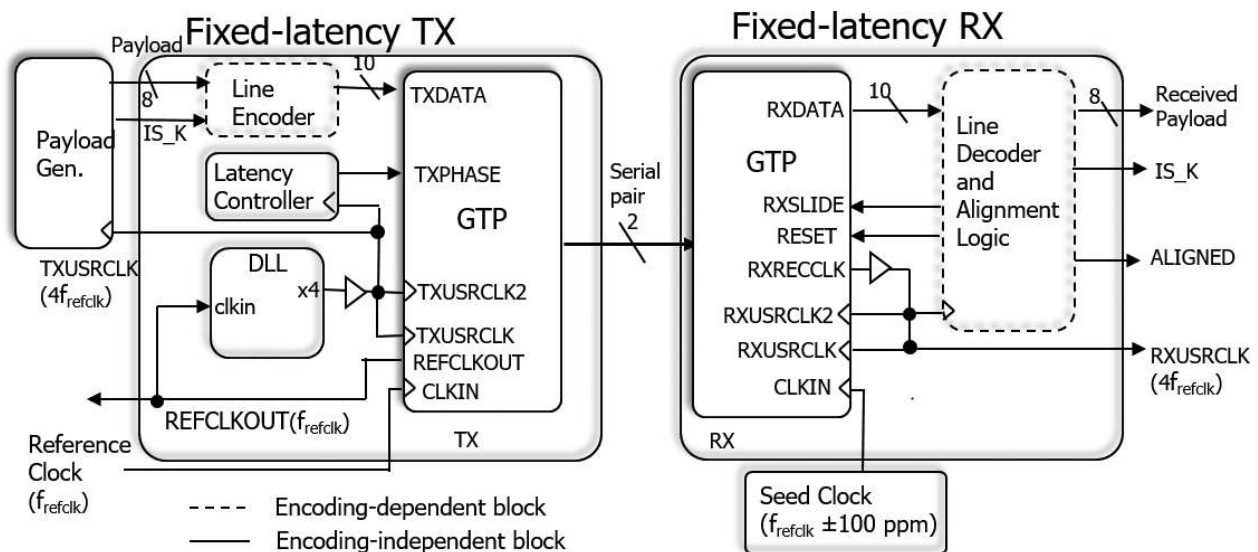 Fixed-latency TX
Fixed-latency RX
Payload
8
IS_K
Payload
Gen.
TXUSRCLK
(4frefclk)
Line
Encoder
10
Latency
Controller
DLL
clkin
x4
TXDATA
TXPHASE
GTP
TXUSRCLK2
TXUSRCLK
REFCLKOUT
CLKIN
REFCLKOUT(frefclk)
TX
Reference
Clock
(frefclk)
Serial
pair
2
RXDATA
GTP
RXSLIDE
RESET
RXRECCLK
RXUSRCLK2
RXUSRCLK
CLKIN
RX
10
Line
Decoder
and
Alignment
Logic
8
Received
Payload
IS_K
ALIGNED
RXUSRCLK
(4frefclk)
Seed Clock
(frefclk ±100 ppm)
Encoding-dependent block
Encoding-independent block